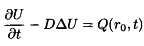 ∂U/∂t − DΔU = Q(r₀, t)